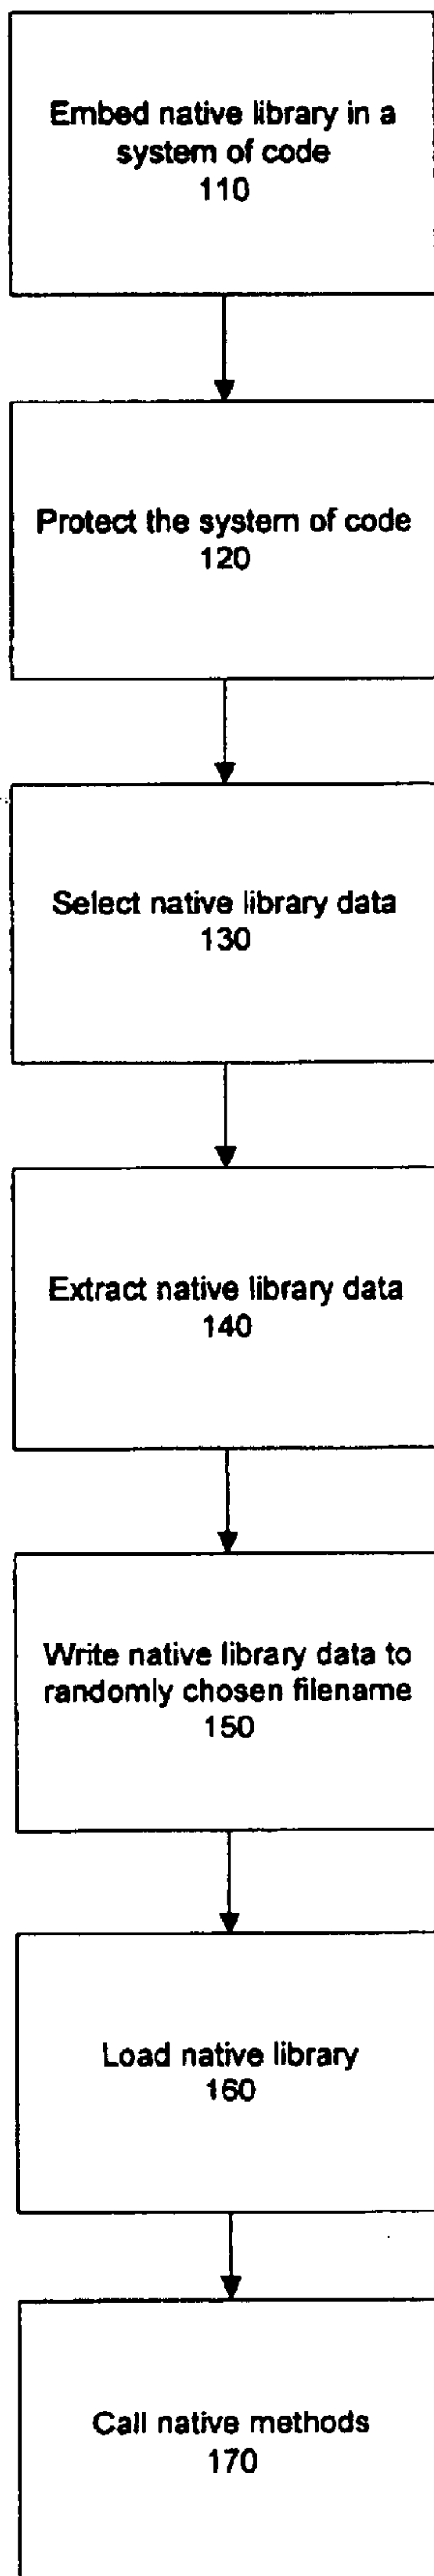 Embed native library in a
system of code
110
Protect the system of code
120
Select native library data
130
Extract native library data
140
Write native library data to
randomly chosen filename
150
Load native library
160
Call native methods
170